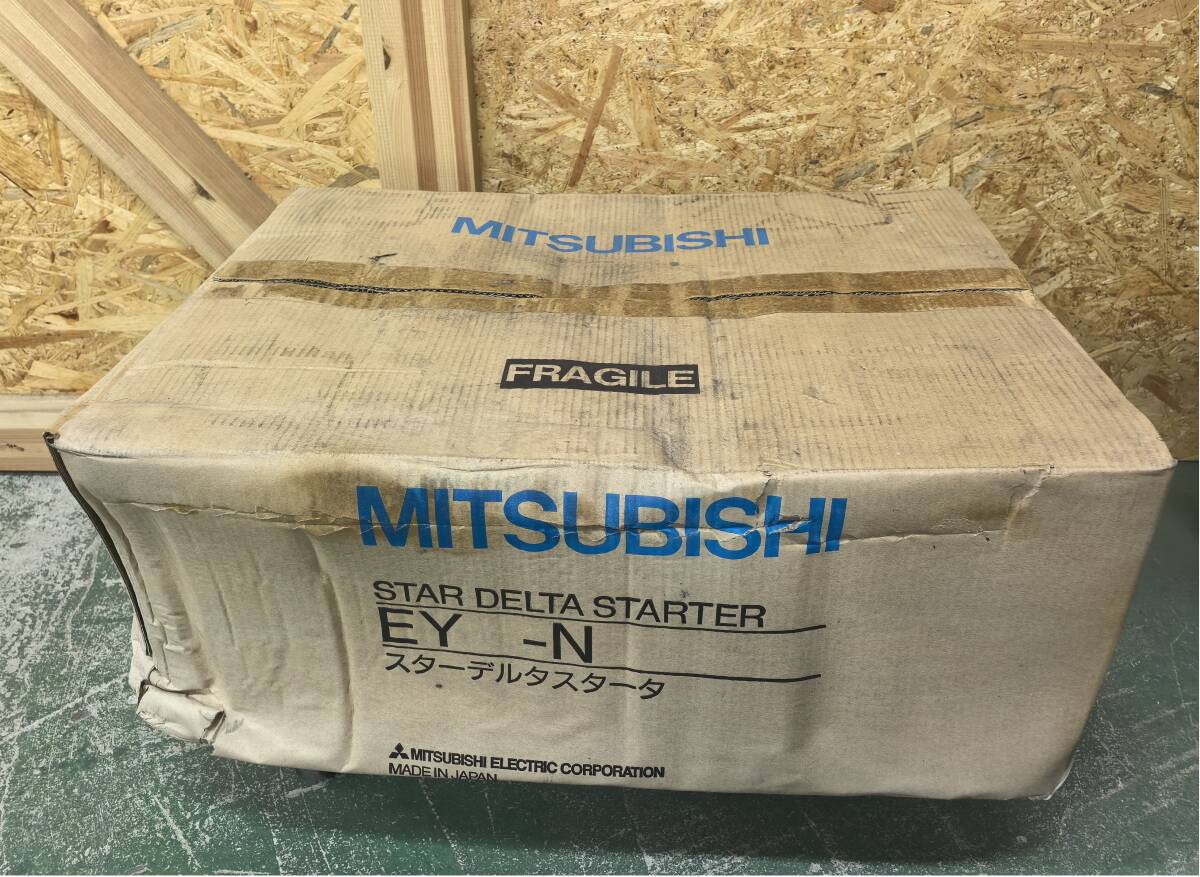 MITSUBISHI
FRAGILE
MITSUBISHI
STAR DELTA STARTER
EY -N
スターデルタスタータ
MITSUBISHI ELECTRIC CORPORATION
MADE IN JAPAN